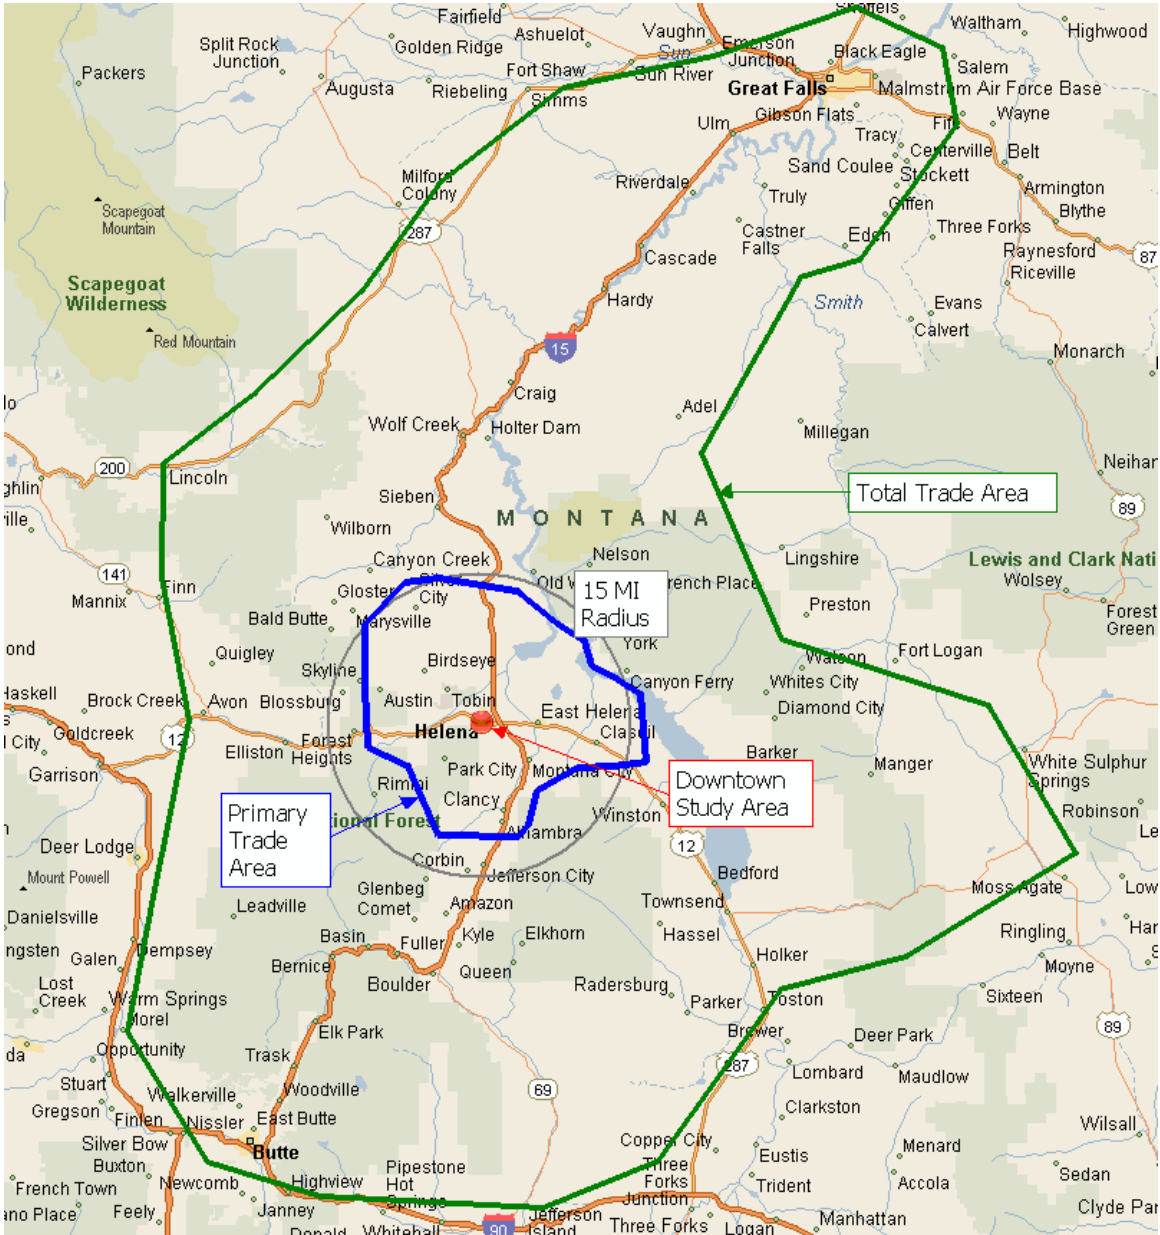 Fairfield
Ashuelot
Vaughn
Waltham
Highwood
Split Rock
Junction
Golden Ridge
Sun
Emerson
Junction
Black Eagle
Packers
Fort Shaw
Sun River
Salem
Augusta
Riebeling
Simms
Great Falls
Malmstrom Air Force Base
Gibson Flats
Wayne
Ulm
Tracy
Fife
Centerville
Sand Coulee
Belt
Stockett
Milford
Colony
Riverdale
Truly
Armington
Scapegoat
Mountain
Giffen
Blythe
287
Castner
Falls
Eden
Three Forks
Raynesford
87
Cascade
Riceville
Scapegoat
Wilderness
Hardy
Smith
Evans
Calvert
Red Mountain
15
Monarch
Craig
Adel
Wolf Creek
Holter Dam
Millegan
200
Lincoln
Sieben
Total Trade Area
89
Wilborn
MONTANA
Canyon Creek
Nelson
Lingshire
Lewis and Clark Nati
141
Finn
French Place
Wolsey
Mannix
Gloster
City
15 MI
Radius
Preston
Forest
Green
Bald Butte
Marysville
York
Quigley
Birdseye
Watson
Fort Logan
Skyline
Canyon Ferry
Whites City
Haskell
Brock Creek
Avon
Blossburg
Austin
Tobin
Diamond City
Goldcreek
12
East Helena
Helena
Elliston
Forest
Heights
Clasoil
Barker
Garrison
Park City
Montana City
Manger
White Sulphur
Springs
Rimini
Downtown
Study Area
Primary
Trade
Area
Clancy
Robinson
ional Forest
Winston
Alhambra
12
Deer Lodge
Corbin
Jefferson City
Mount Powell
Glenbeg
Comet
Bedford
Moss Agate
Danielsville
Leadville
Amazon
Townsend
Basin
Fuller
Kyle
Elkhorn
Hassel
Ringling
Dempsey
Galen
Bernice
Queen
Holker
Moyne
Lost
Creek
Boulder
Radersburg
Sixteen
Warm Springs
Morel
Parker
Toston
Elk Park
Brewer
Deer Park
89
Opportunity
Trask
287
Lombard
Maudlow
Stuart
Woodville
69
Walkerville
Gregson
Clarkston
Finlen
Nissler
East Butte
Wilsall
Silver Bow
Copper City
Menard
Butte
Buxton
Pipestone
Hot
Springs
Three
Forks
Junction
Eustis
Sedan
French Town
Newcomb
Highview
Trident
Accola
Feely
Janney
Jefferson
Island
Clyde Par
Whitehall
90
Three Forks
Logan
Manhattan